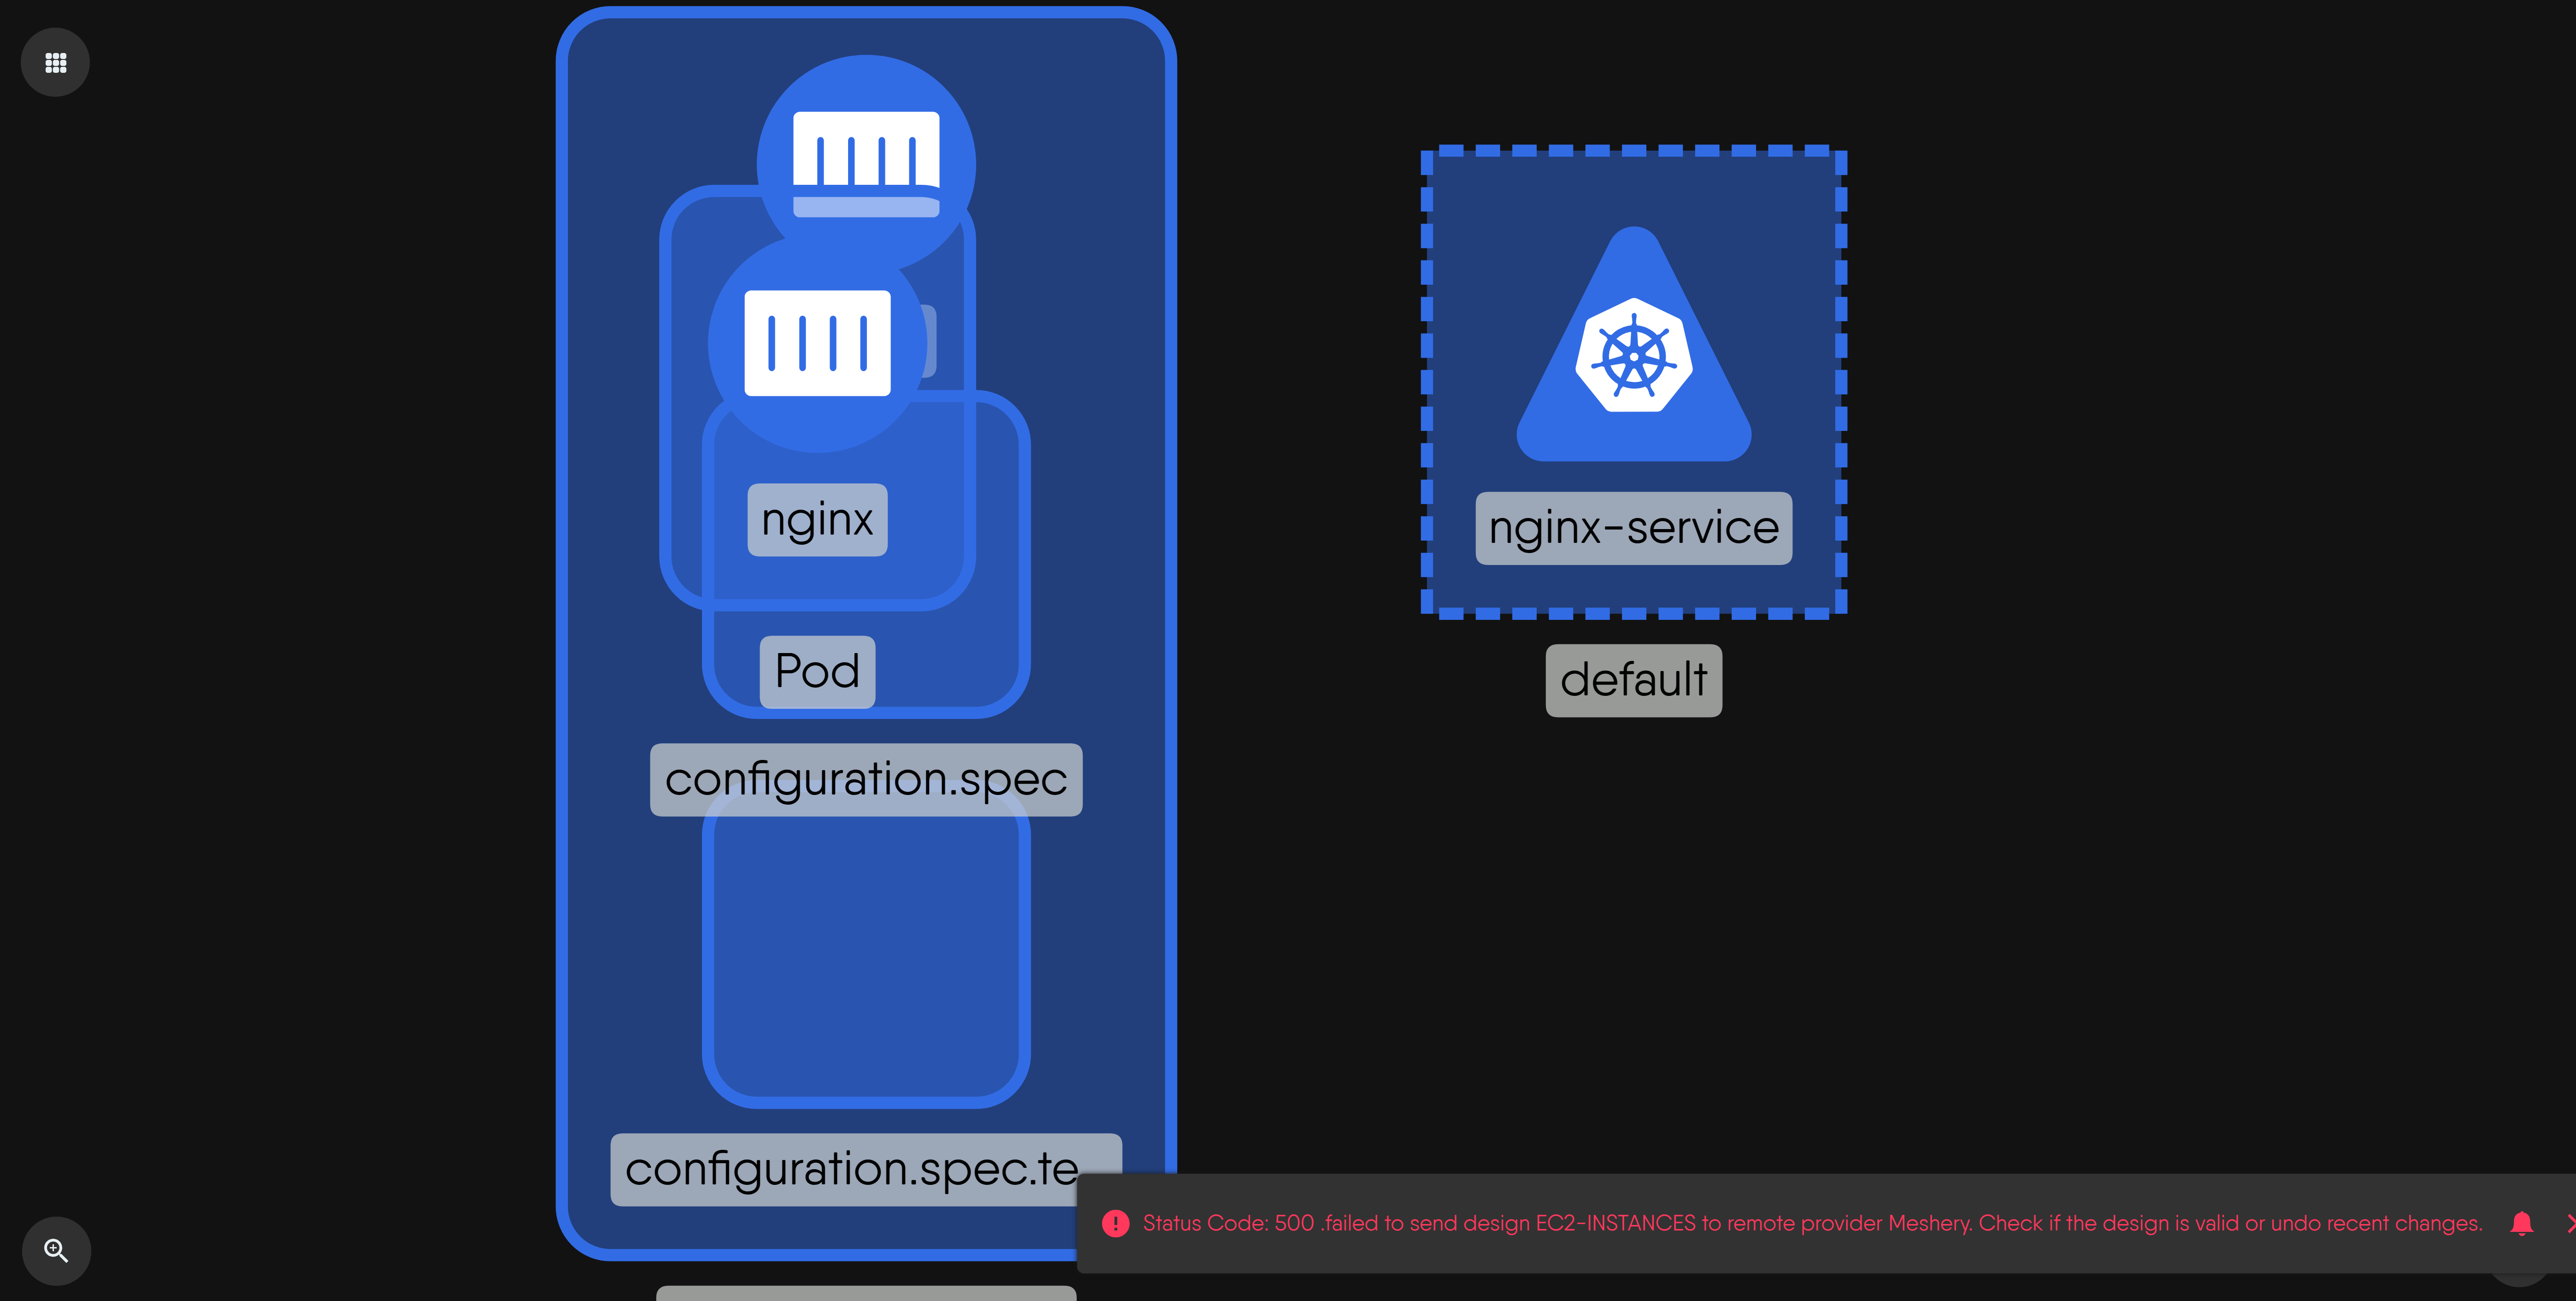 nginx
nginx-service
Pod
default
configuration.spec
configuration.spec.te
Status Code: 500 .failed to send design EC2-INSTANCES to remote provider Meshery. Check if the design is valid or undo recent changes.